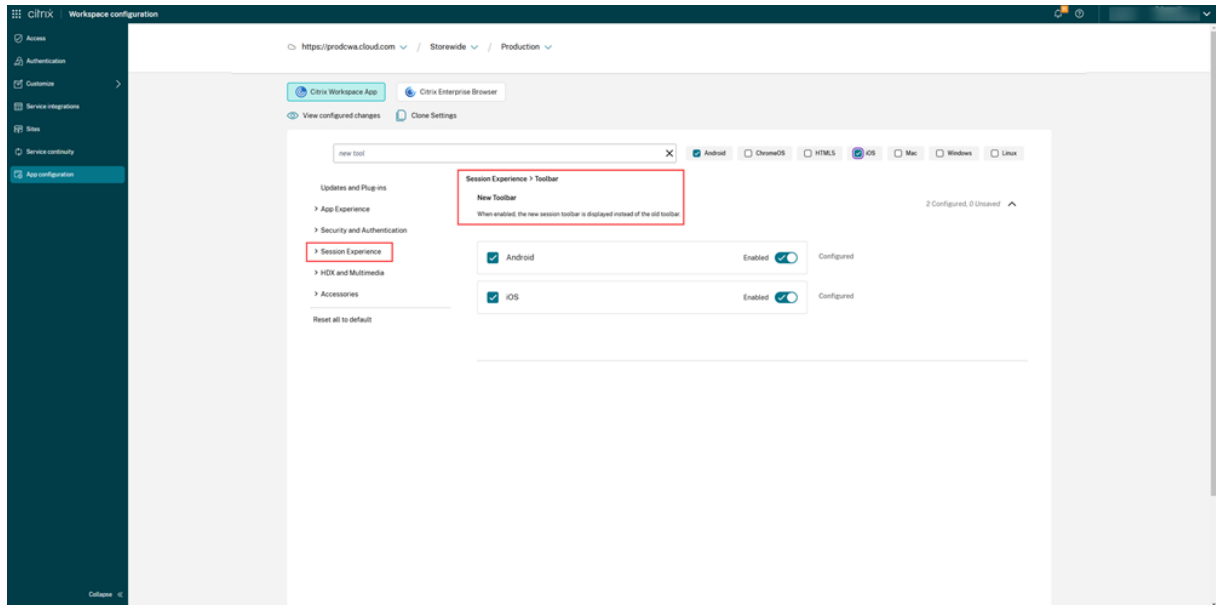 citrix Workspace configuration
Access
Authentication
Customize
Service integrations
Sites
Service continuity
App configuration
Collapse
https://prodcwa.cloud.com / Storewide / Production
Citrix Workspace App Citrix Enterprise Browser
View configured changes Clone Settings
new tool
Android ChromeOS HTML5 iOS Mac Windows Linux
Updates and Plug-ins
App Experience
Security and Authentication
Session Experience
HDX and Multimedia
Accessories
Reset all to default
Session Experience > Toolbar
New Toolbar
When enabled, the new session toolbar is displayed instead of the old toolbar.
2 Configured, 0 Unsaved
Android Enabled Configured
iOS Enabled Configured